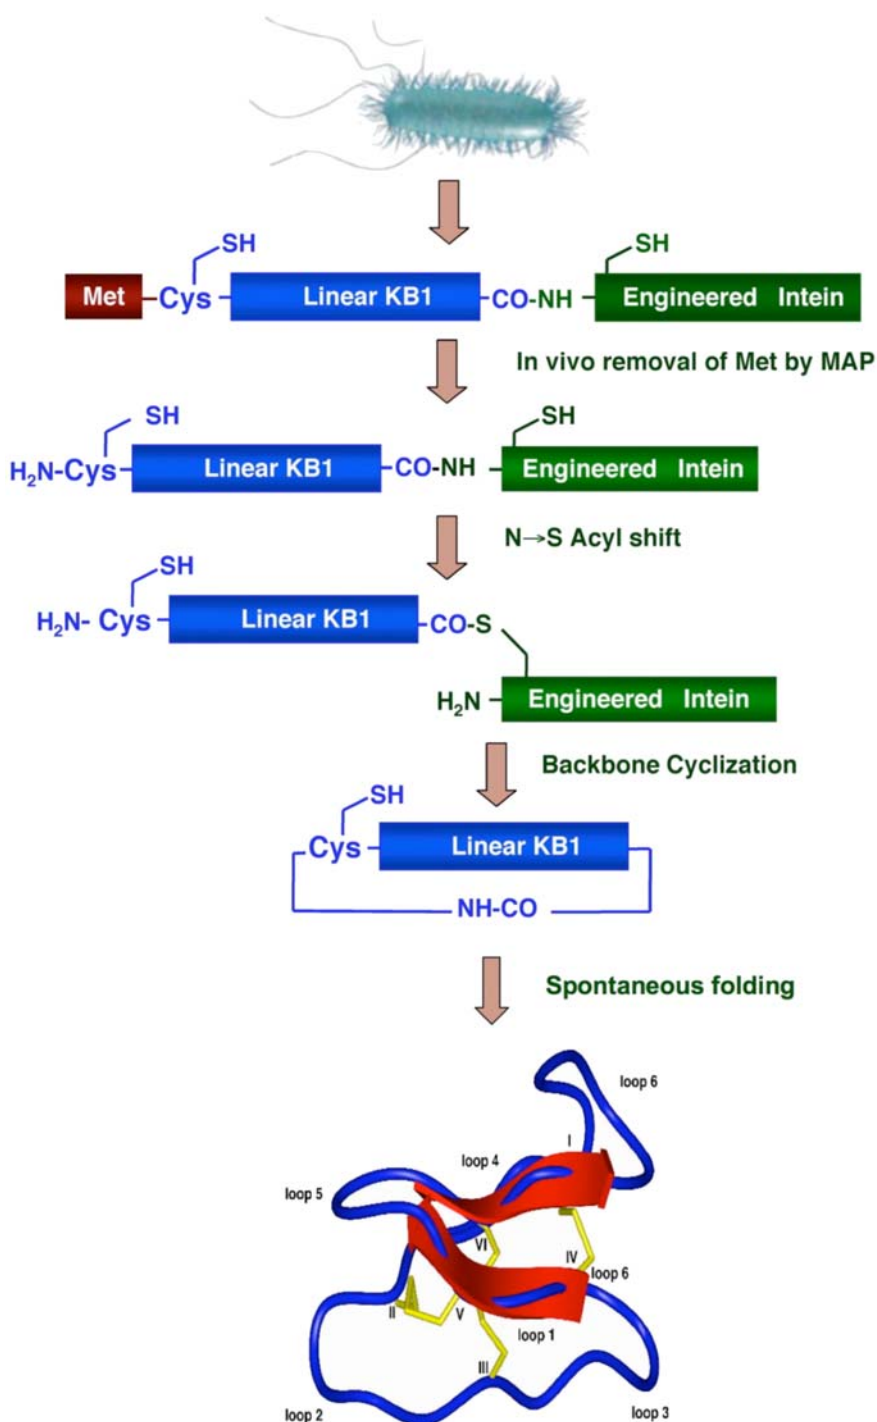 SH
SH
Met
Cys
Linear KB1
CO-NH
Engineered Intein
In vivo removal of Met by MAP
SH
SH
H₂N-Cys
Linear KB1
CO-NH
Engineered Intein
N→S Acyl shift
SH
H₂N- Cys
Linear KB1
CO-S
H₂N
Engineered Intein
Backbone Cyclization
SH
Cys
Linear KB1
NH-CO
Spontaneous folding
loop 6
I
loop 4
loop 5
VI
IV
loop 6
II
V
loop 1
III
loop 2
loop 3